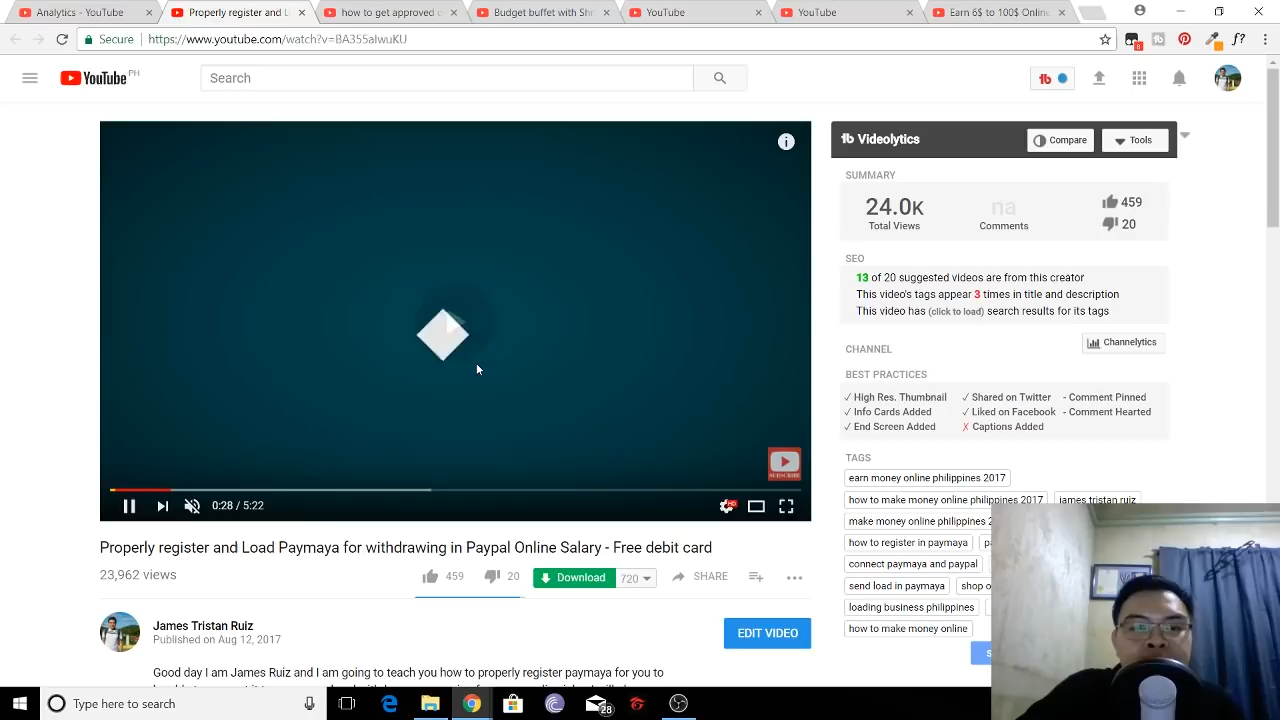 Analytics - YouTube
Properly register and L
how to get approved c
Budget buffet with Shr
YouTube
YouTube
Earn 6$ to 100$ Online
Secure
https://www.youtube.com/watch?v=BA355aIwuKU
8
f?
YouTube PH
Search
Videolytics
Compare
Tools
SUMMARY
24.0K
na
459
20
Total Views
Comments
SEO
13 of 20 suggested videos are from this creator
This video's tags appear 3 times in title and description
This video has (click to load) search results for its tags
CHANNEL
Channelytics
BEST PRACTICES
✓ High Res. Thumbnail
✓ Shared on Twitter
- Comment Pinned
✓ Info Cards Added
✓ Liked on Facebook
- Comment Hearted
✓ End Screen Added
✗ Captions Added
TAGS
earn money online philippines 2017
how to make money online philippines 2017
james tristan ruiz
make money online philippines
how to register in paymaya
connect paymaya and paypal
send load in paymaya
shop
loading business philippines
how to make money online
SUBSCRIBE
0:28 / 5:22
HD
Properly register and Load Paymaya for withdrawing in Paypal Online Salary - Free debit card
23,962 views
459
20
Download
720
SHARE
James Tristan Ruiz
Published on Aug 12, 2017
EDIT VIDEO
Good day I am James Ruiz and I am going to teach you how to properly register paymaya for you to
Type here to search
28